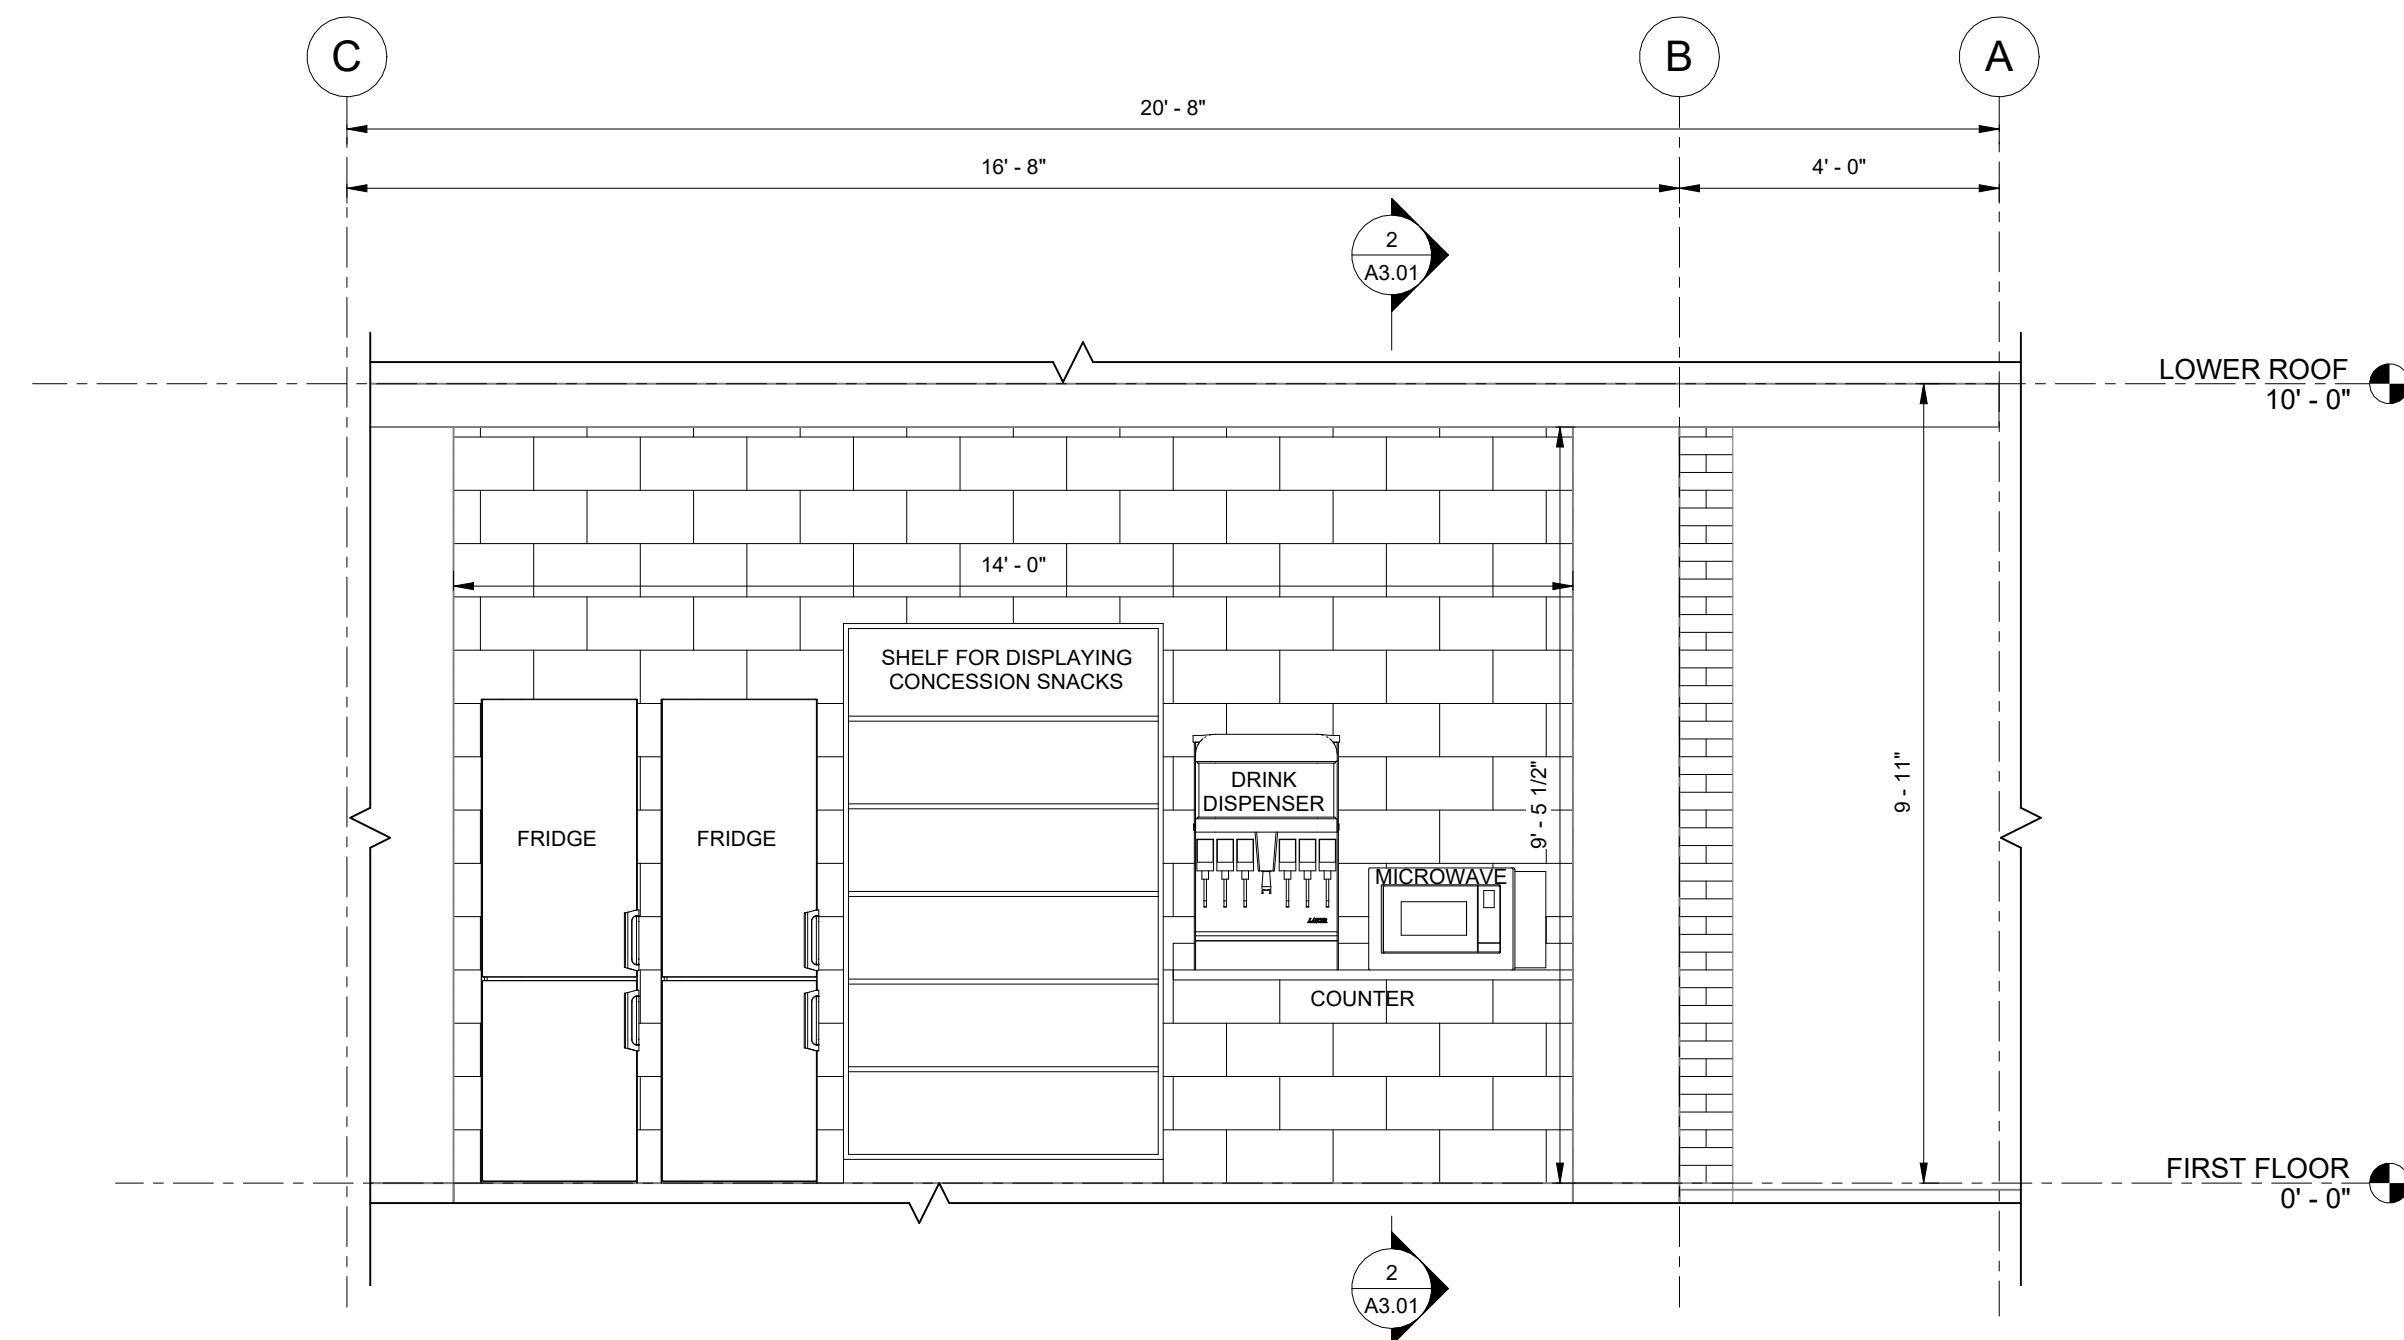 C
B
A
20' - 8"
16' - 8"
4' - 0"
2
A3.01
LOWER ROOF
10' - 0"
14' - 0"
SHELF FOR DISPLAYING
CONCESSION SNACKS
DRINK
DISPENSER
9' - 5 1/2"
9 - 11"
FRIDGE
FRIDGE
MICROWAVE
COUNTER
FIRST FLOOR
0' - 0"
2
A3.01